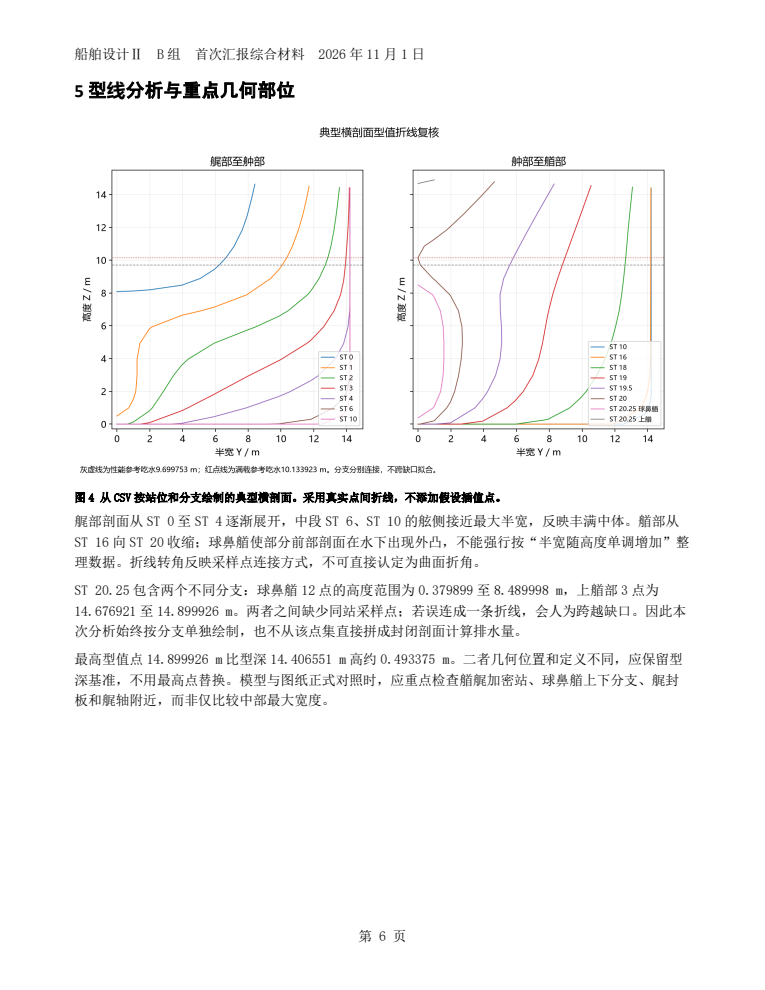 船舶设计Ⅱ B 组 首次汇报综合材料 2026 年 11 月 1 日
5 型线分析与重点几何部位
典型横剖面型值折线复核
艉部至舯部
14
12
10
8
6
4
2
0
高度 Z / m
ST 0
ST 1
ST 2
ST 3
ST 4
ST 6
ST 10
0 2 4 6 8 10 12 14
半宽 Y / m
舯部至艏部
高度 Z / m
ST 10
ST 16
ST 18
ST 19
ST 19.5
ST 20
ST 20.25 球鼻艏
ST 20.25 上艏
0 2 4 6 8 10 12 14
半宽 Y / m
灰虚线为性能参考吃水9.699753 m；红点线为满载参考吃水10.133923 m。分支分别连接，不跨缺口拟合。
图 4 从 CSV 按站位和分支绘制的典型横剖面。采用真实点间折线，不添加假设插值点。
艉部剖面从 ST 0 至 ST 4 逐渐展开，中段 ST 6、ST 10 的舷侧接近最大半宽，反映丰满中体。艏部从
ST 16 向 ST 20 收缩；球鼻艏使部分前部剖面在水下出现外凸，不能强行按“半宽随高度单调增加”整
理数据。折线转角反映采样点连接方式，不可直接认定为曲面折角。
ST 20.25 包含两个不同分支：球鼻艏 12 点的高度范围为 0.379899 至 8.489998 m，上艏部 3 点为
14.676921 至 14.899926 m。两者之间缺少同站采样点；若误连成一条折线，会人为跨越缺口。因此本
次分析始终按分支单独绘制，也不从该点集直接拼成封闭剖面计算排水量。
最高型值点 14.899926 m 比型深 14.406551 m 高约 0.493375 m。二者几何位置和定义不同，应保留型
深基准，不用最高点替换。模型与图纸正式对照时，应重点检查艏艉加密站、球鼻艏上下分支、艉封
板和艉轴附近，而非仅比较中部最大宽度。
第 6 页